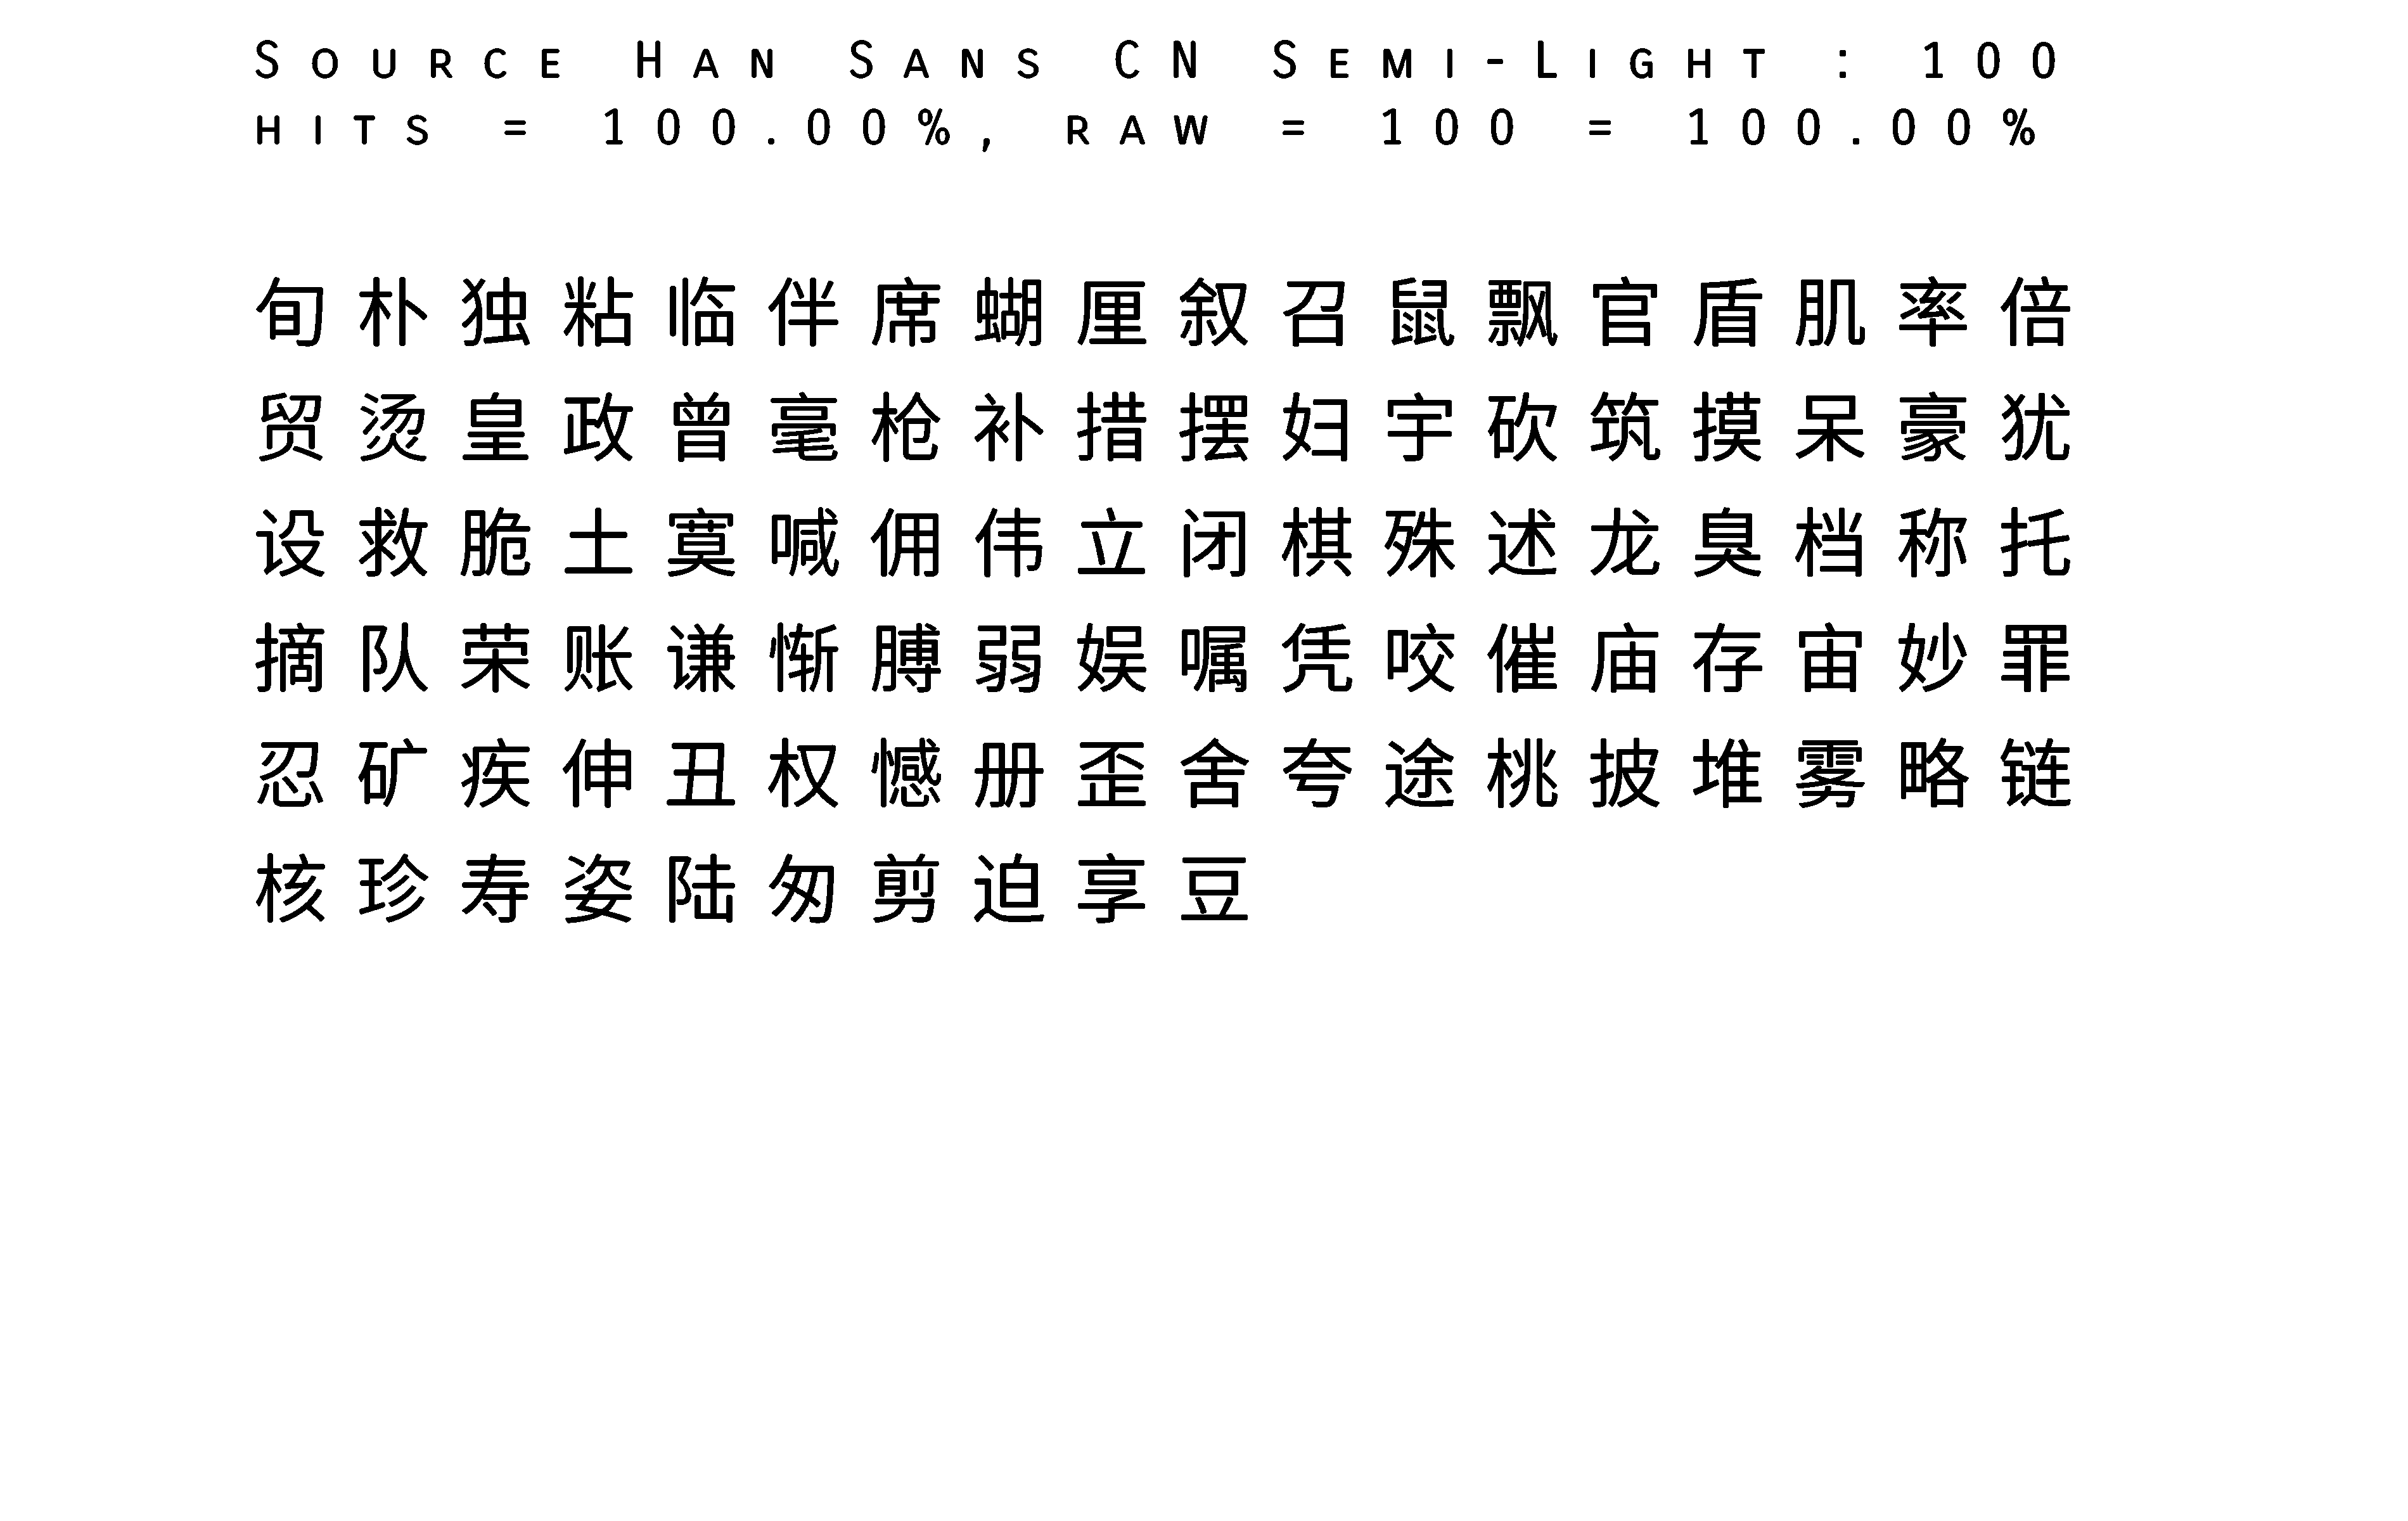 Source Han Sans CN Semi-Light : 100
hits = 100.00%, raw = 100 = 100.00%
旬朴独粘临伴席蝴厘叙召鼠飘官盾肌率倍
贸烫皇政曾毫枪补措摆妇宇砍筑摸呆豪犹
设救脆土寞喊佣伟立闭棋殊述龙臭档称托
摘队荣账谦惭膊弱娱嘱凭咬催庙存宙妙罪
忍矿疾伸丑权憾册歪舍夸途桃披堆雾略链
核珍寿姿陆匆剪迫享豆